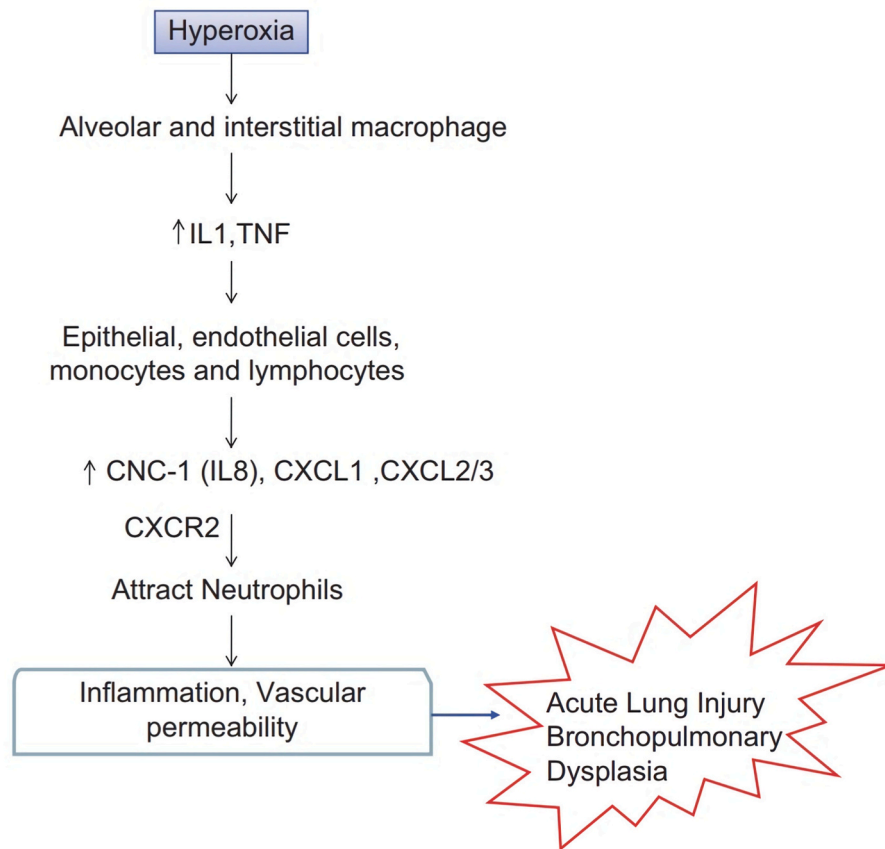 Hyperoxia
Alveolar and interstitial macrophage
↑IL1,TNF
Epithelial, endothelial cells,
monocytes and lymphocytes
↑ CNC-1 (IL8), CXCL1 ,CXCL2/3
CXCR2
Attract Neutrophils
Inflammation, Vascular
permeability
Acute Lung Injury
Bronchopulmonary
Dysplasia